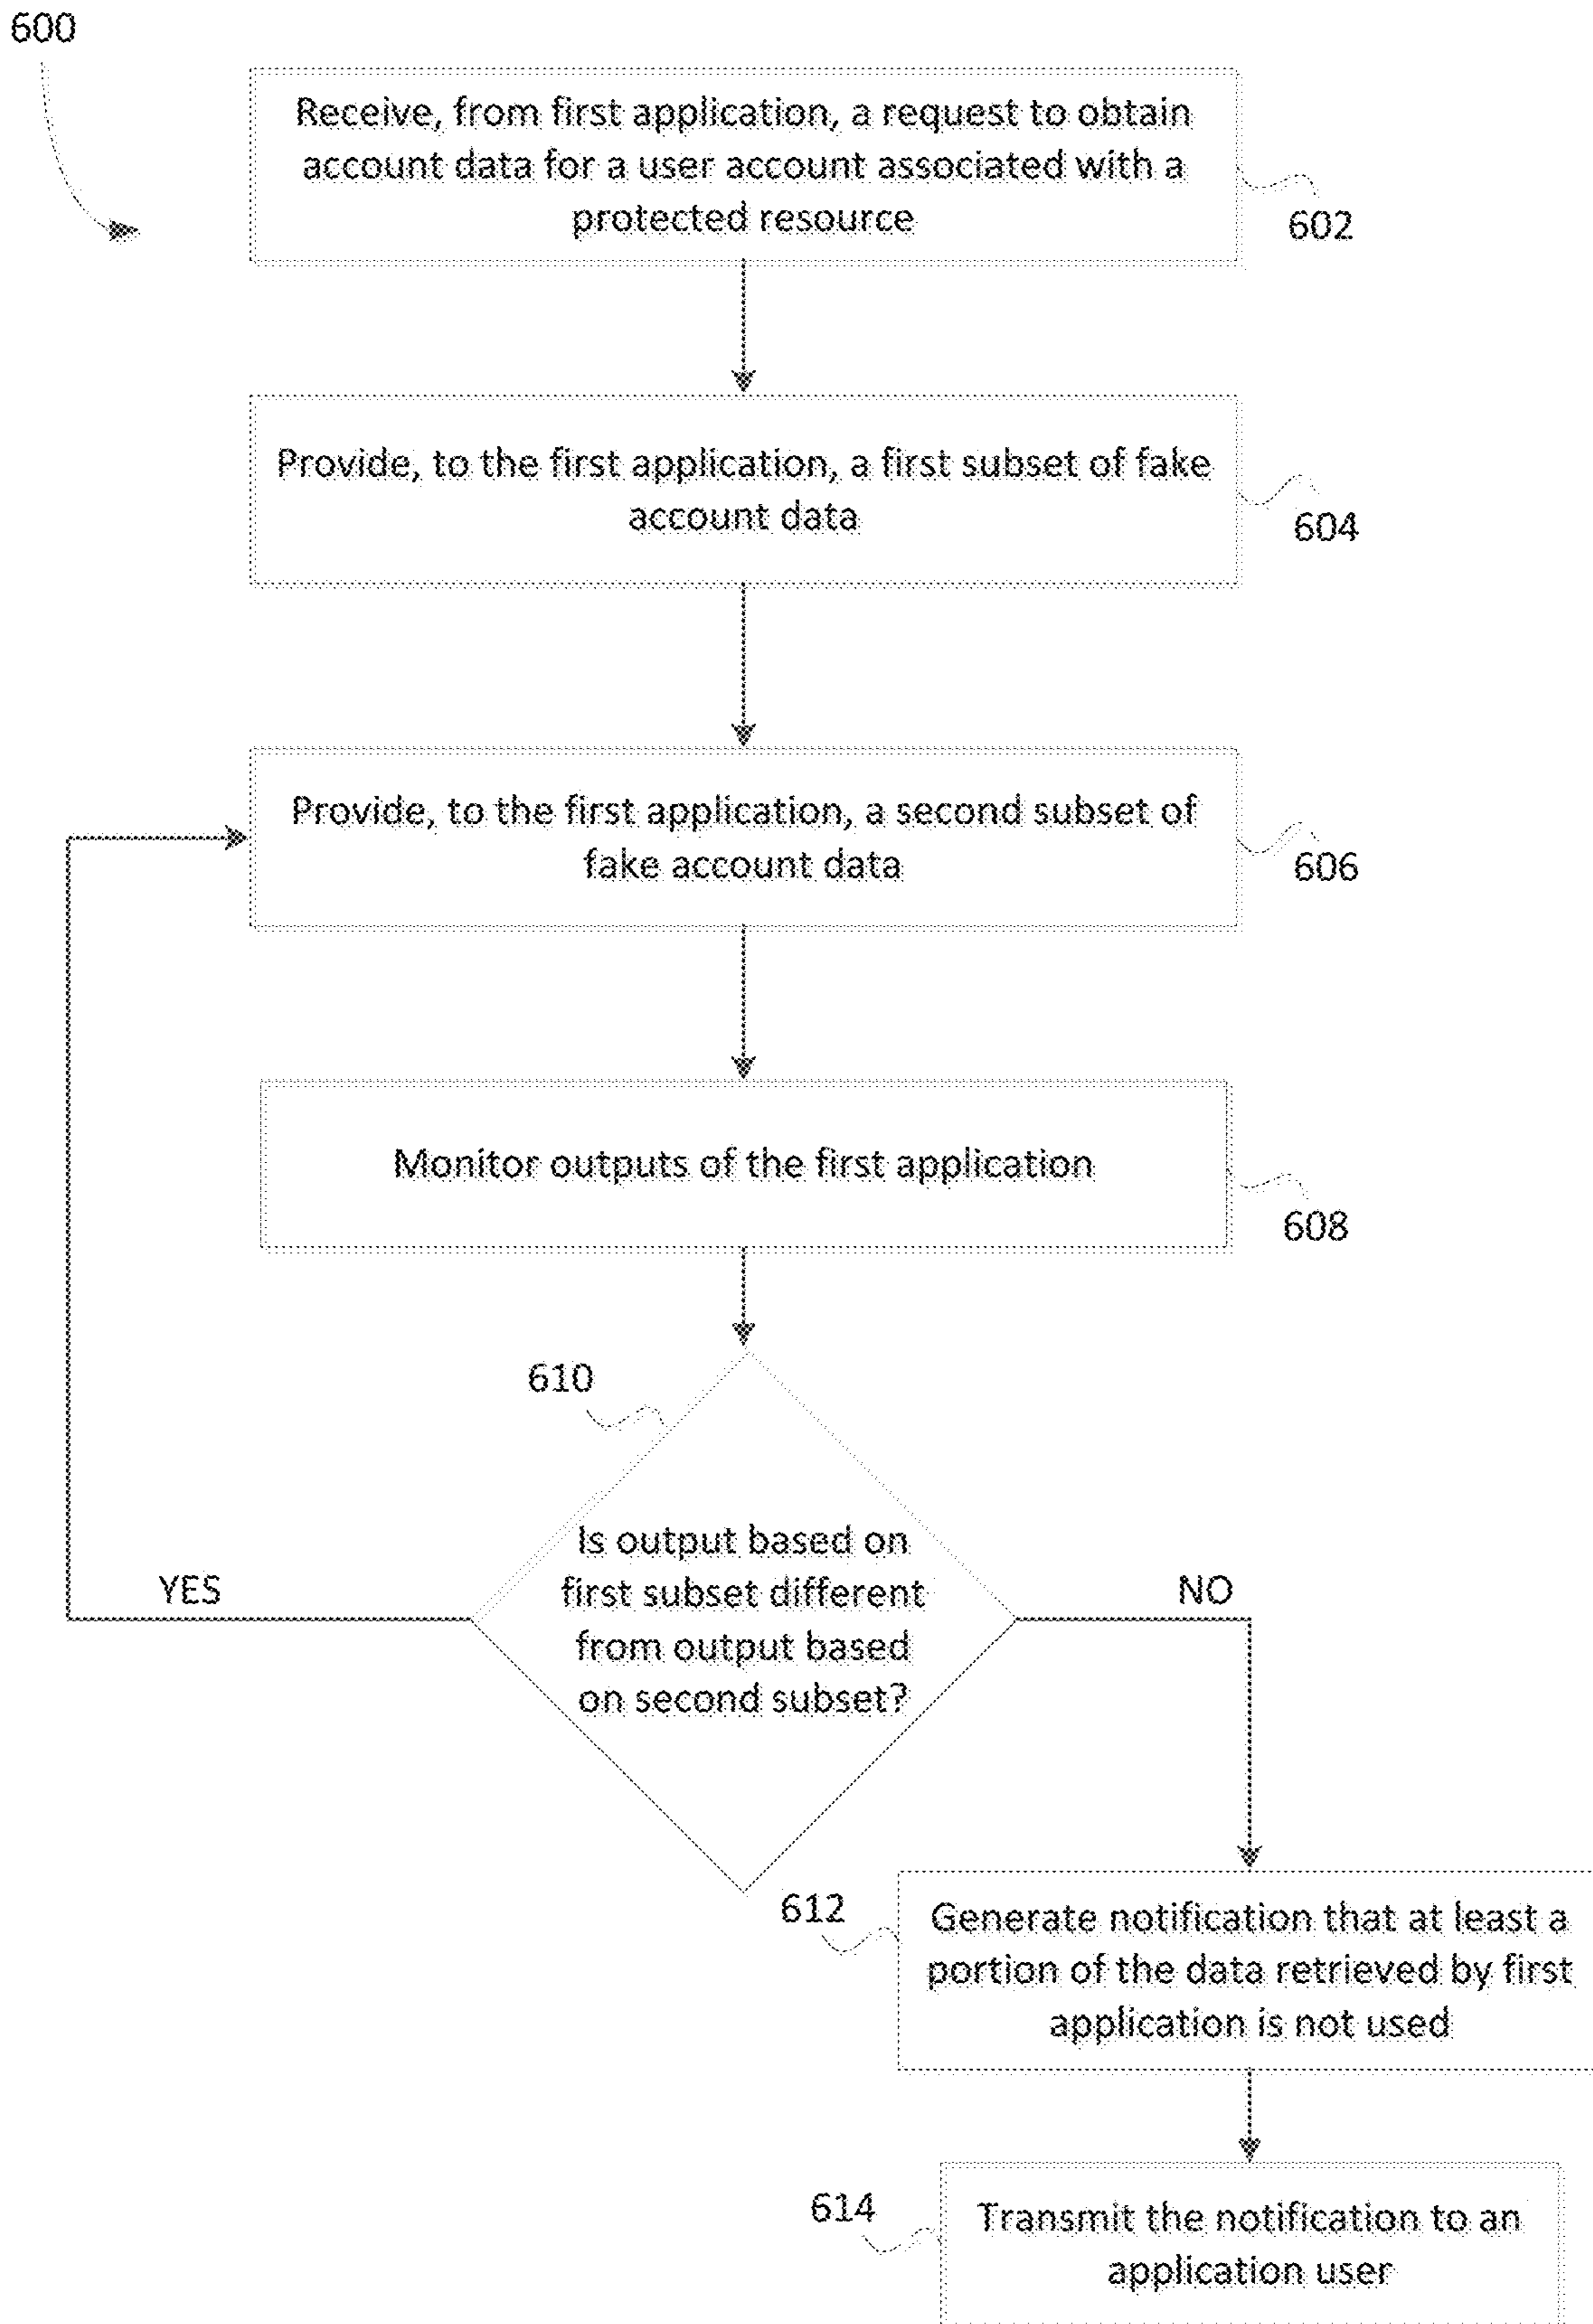 600
Receive, from first application, a request to obtain
account data for a user account associated with a
protected resource
602
Provide, to the first application, a first subset of fake
account data
604
Provide, to the first application, a second subset of
fake account data
606
Monitor outputs of the first application
608
610
Is output based on
first subset different
from output based
on second subset?
YES
NO
612
Generate notification that at least a
portion of the data retrieved by first
application is not used
614
Transmit the notification to an
application user